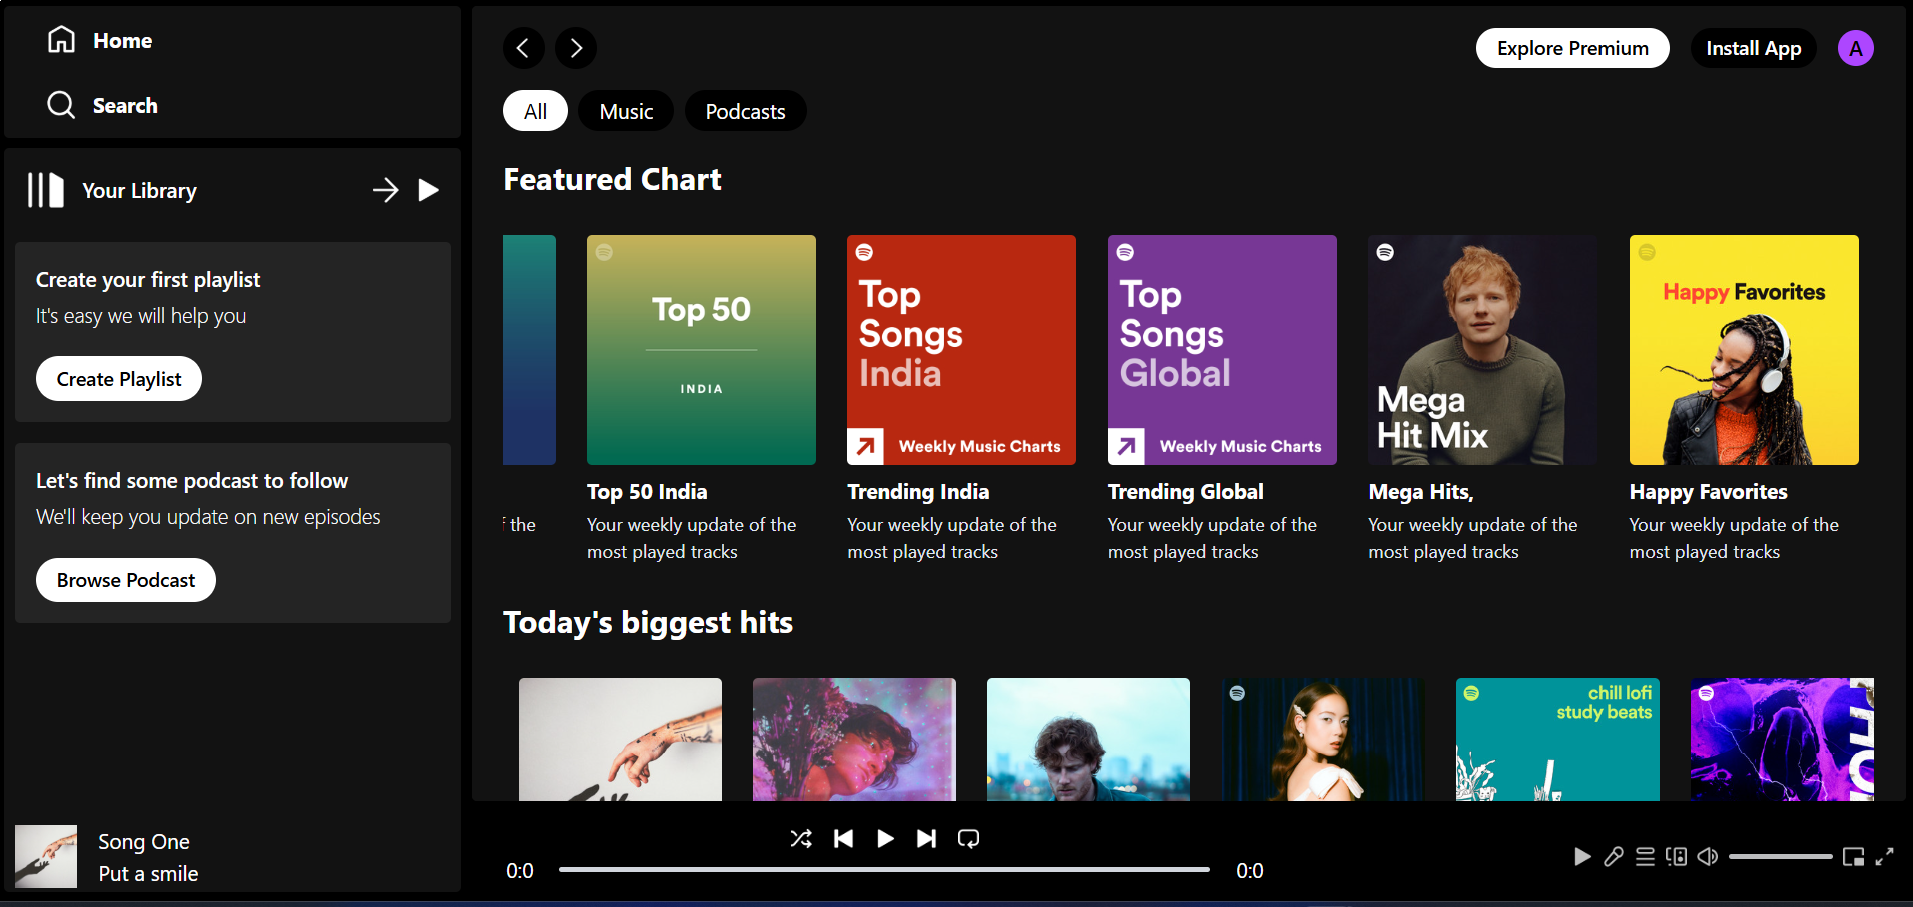 Home
Search
Your Library
Create your first playlist
It's easy we will help you
Create Playlist
Let's find some podcast to follow
We'll keep you update on new episodes
Browse Podcast
Song One
Put a smile
Explore Premium
Install App
A
All
Music
Podcasts
Featured Chart
the
Top 50
INDIA
Top 50 India
Your weekly update of the
most played tracks
Top
Songs
India
Weekly Music Charts
Trending India
Your weekly update of the
most played tracks
Top
Songs
Global
Weekly Music Charts
Trending Global
Your weekly update of the
most played tracks
Mega
Hit Mix
Mega Hits,
Your weekly update of the
most played tracks
Happy Favorites
Happy Favorites
Your weekly update of the
most played tracks
Today's biggest hits
chill lofi
study beats
0:0
0:0